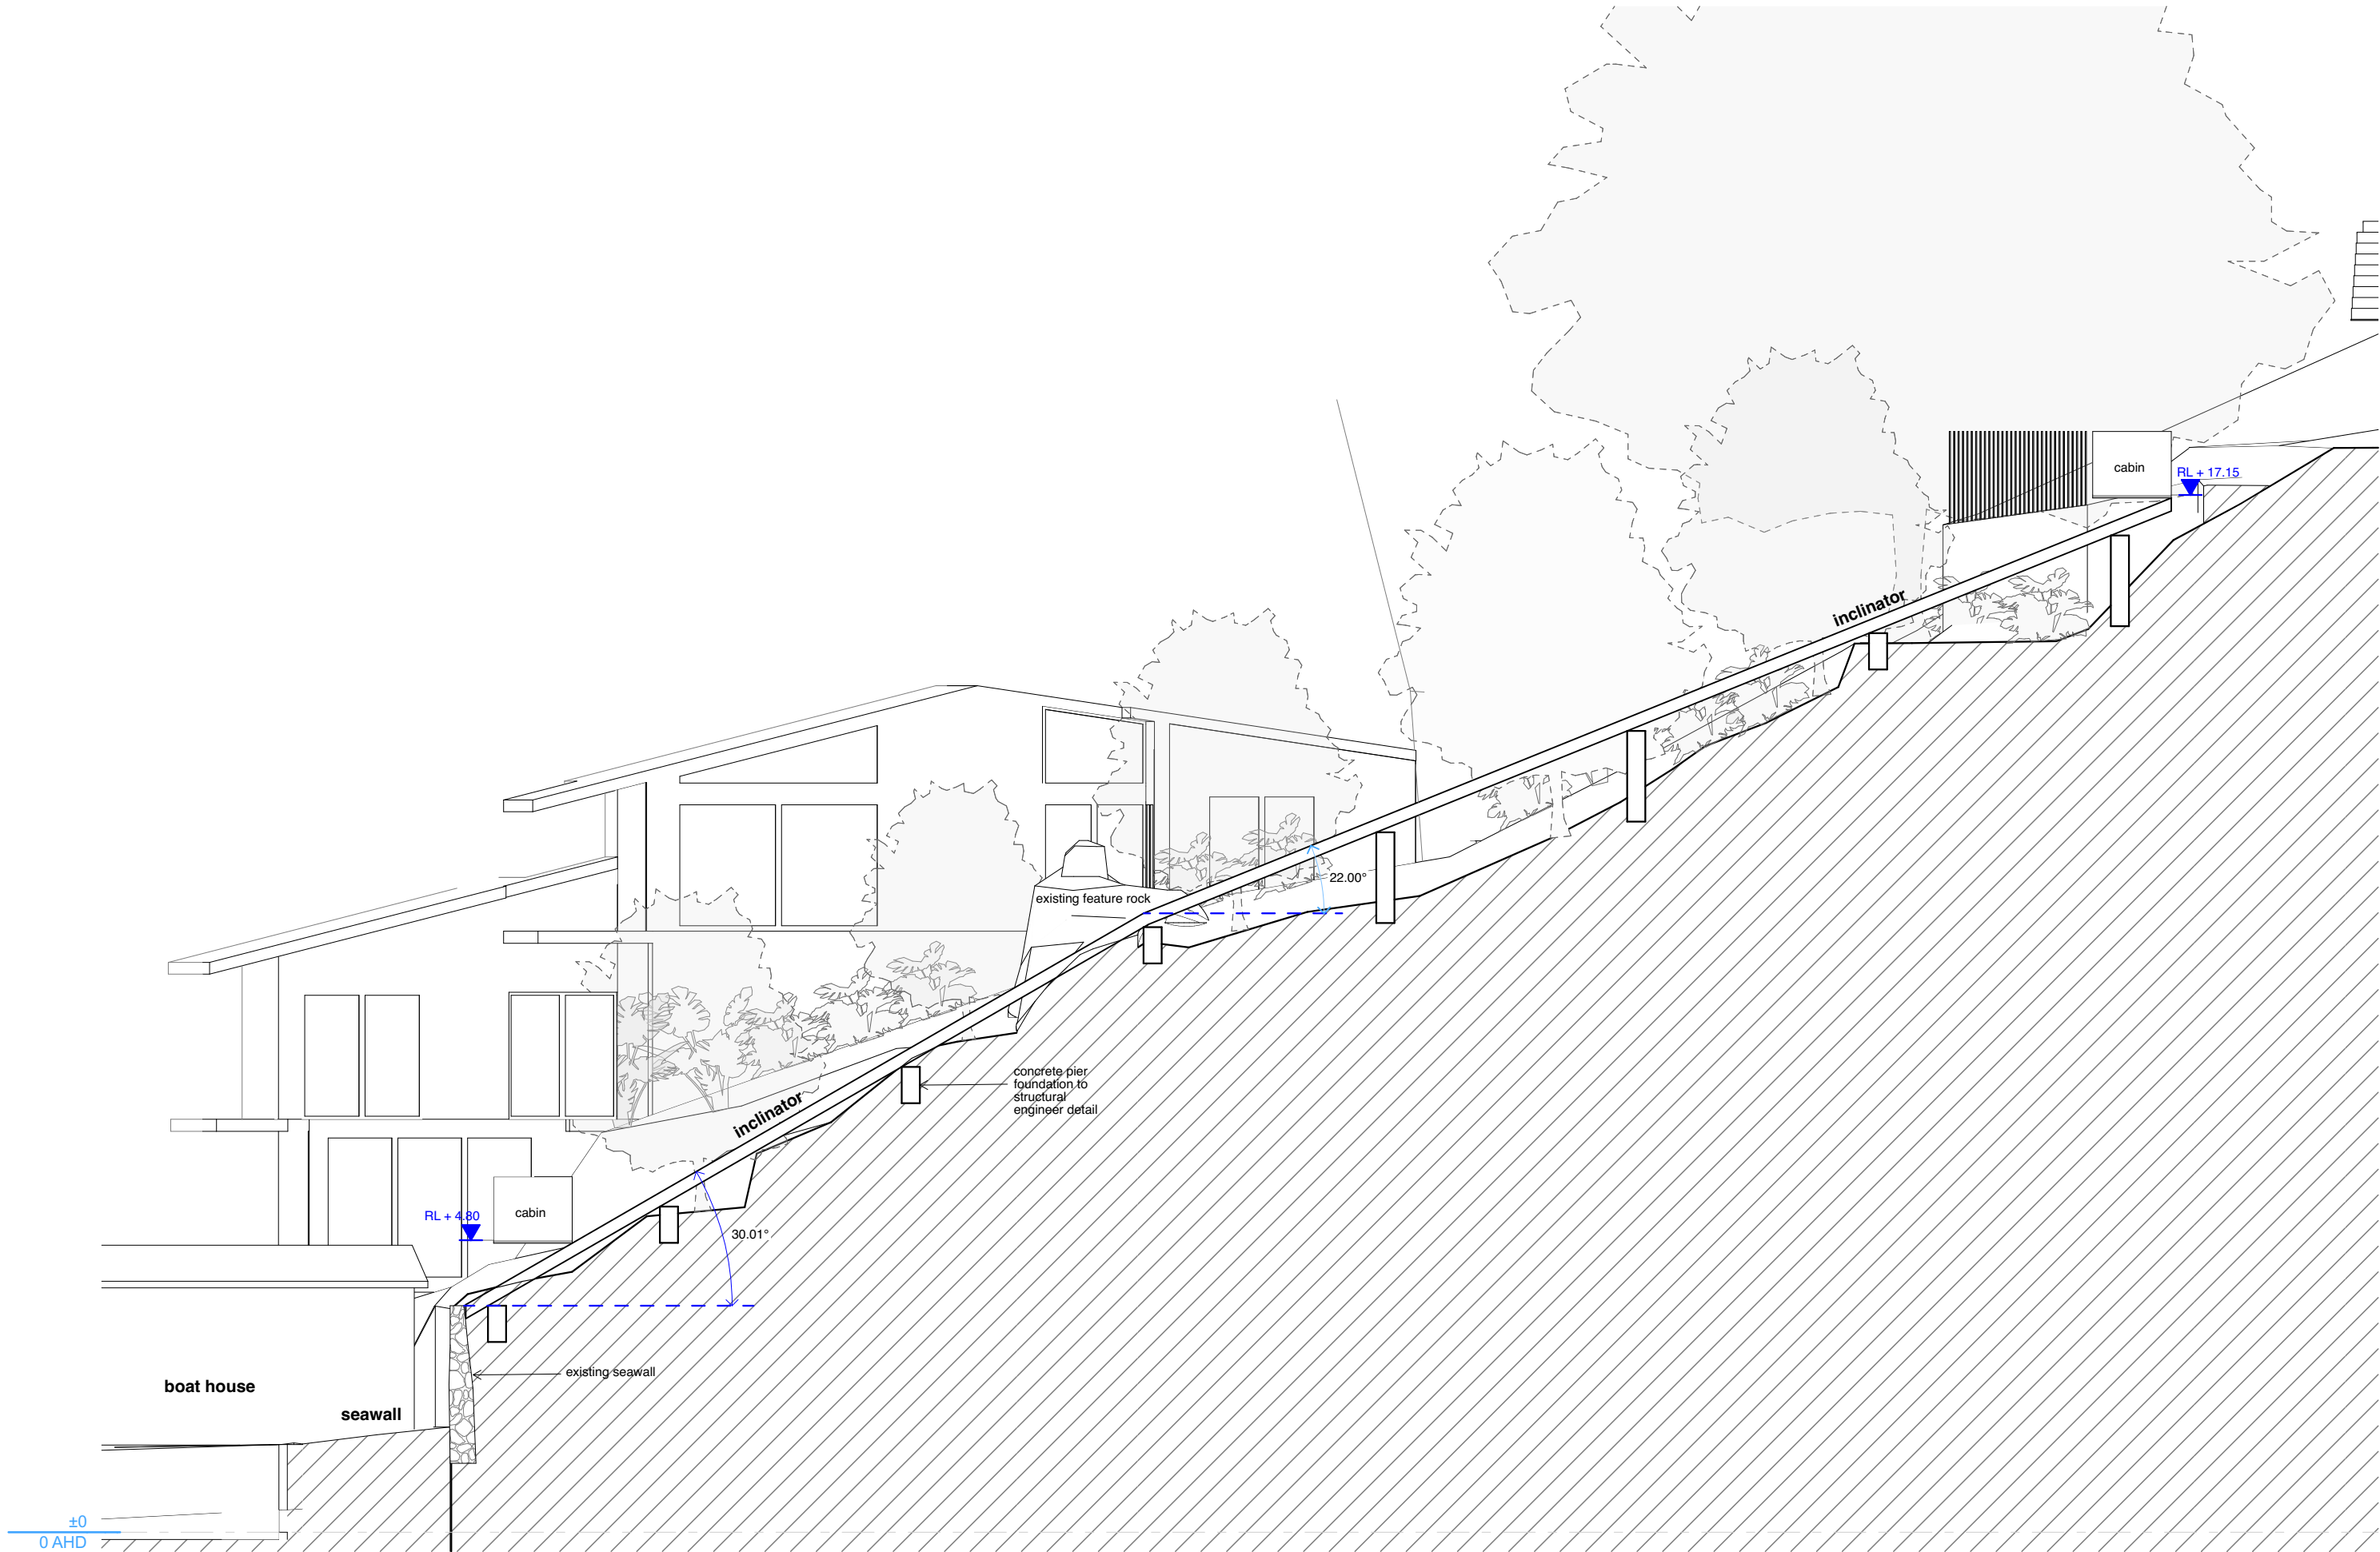 cabin
RL + 17.15
inclinator
22.00°
existing feature rock
concrete pier
foundation to
structural
engineer detail
inclinator
cabin
RL + 4.80
30.01°
existing seawall
boat house
seawall
±0
0 AHD